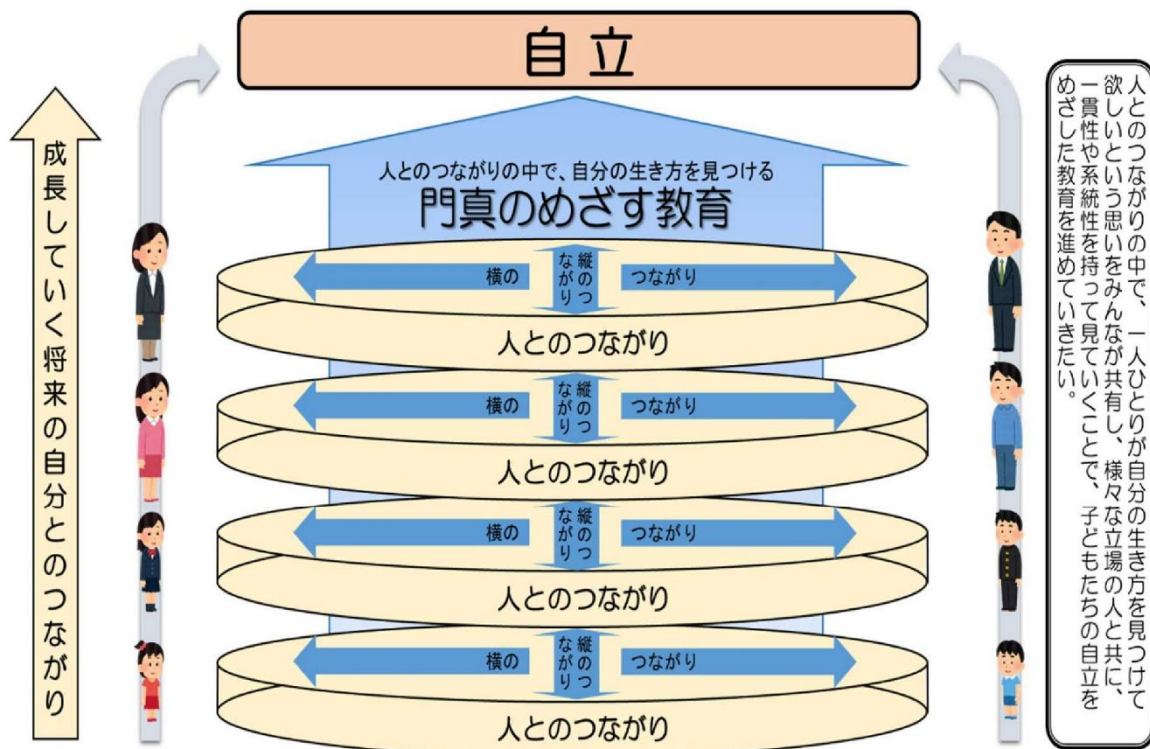 自立
成長していく将来の自分とのつながり
人とのつながりの中で、自分の生き方を見つける
門真のめざす教育
横の
縦のつ
ながり
つながり
人とのつながり
横の
縦のつ
ながり
つながり
人とのつながり
横の
縦のつ
ながり
つながり
人とのつながり
横の
縦のつ
ながり
つながり
人とのつながり
人とのつながりの中で、一人ひとりが自分の生き方を見つけて
欲しいという思いをみんなが共有し、様々な立場の人と共に、
一貫性や系統性を持って見ていくことで、子どもたちの自立を
めざした教育を進めていきたい。